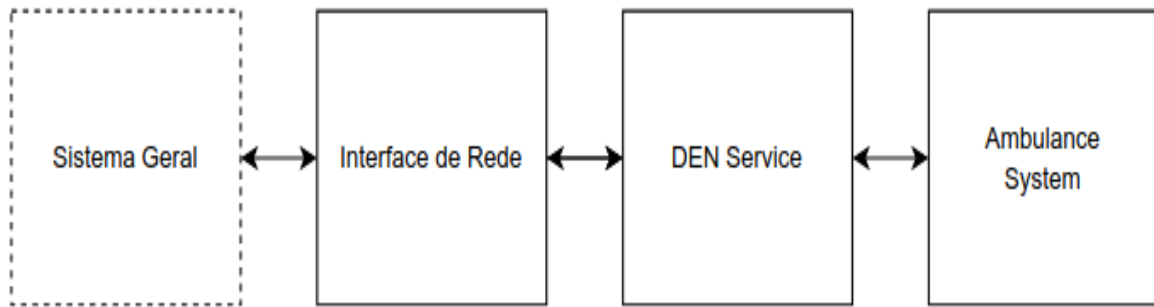 Sistema Geral
Interface de Rede
DEN Service
Ambulance
System